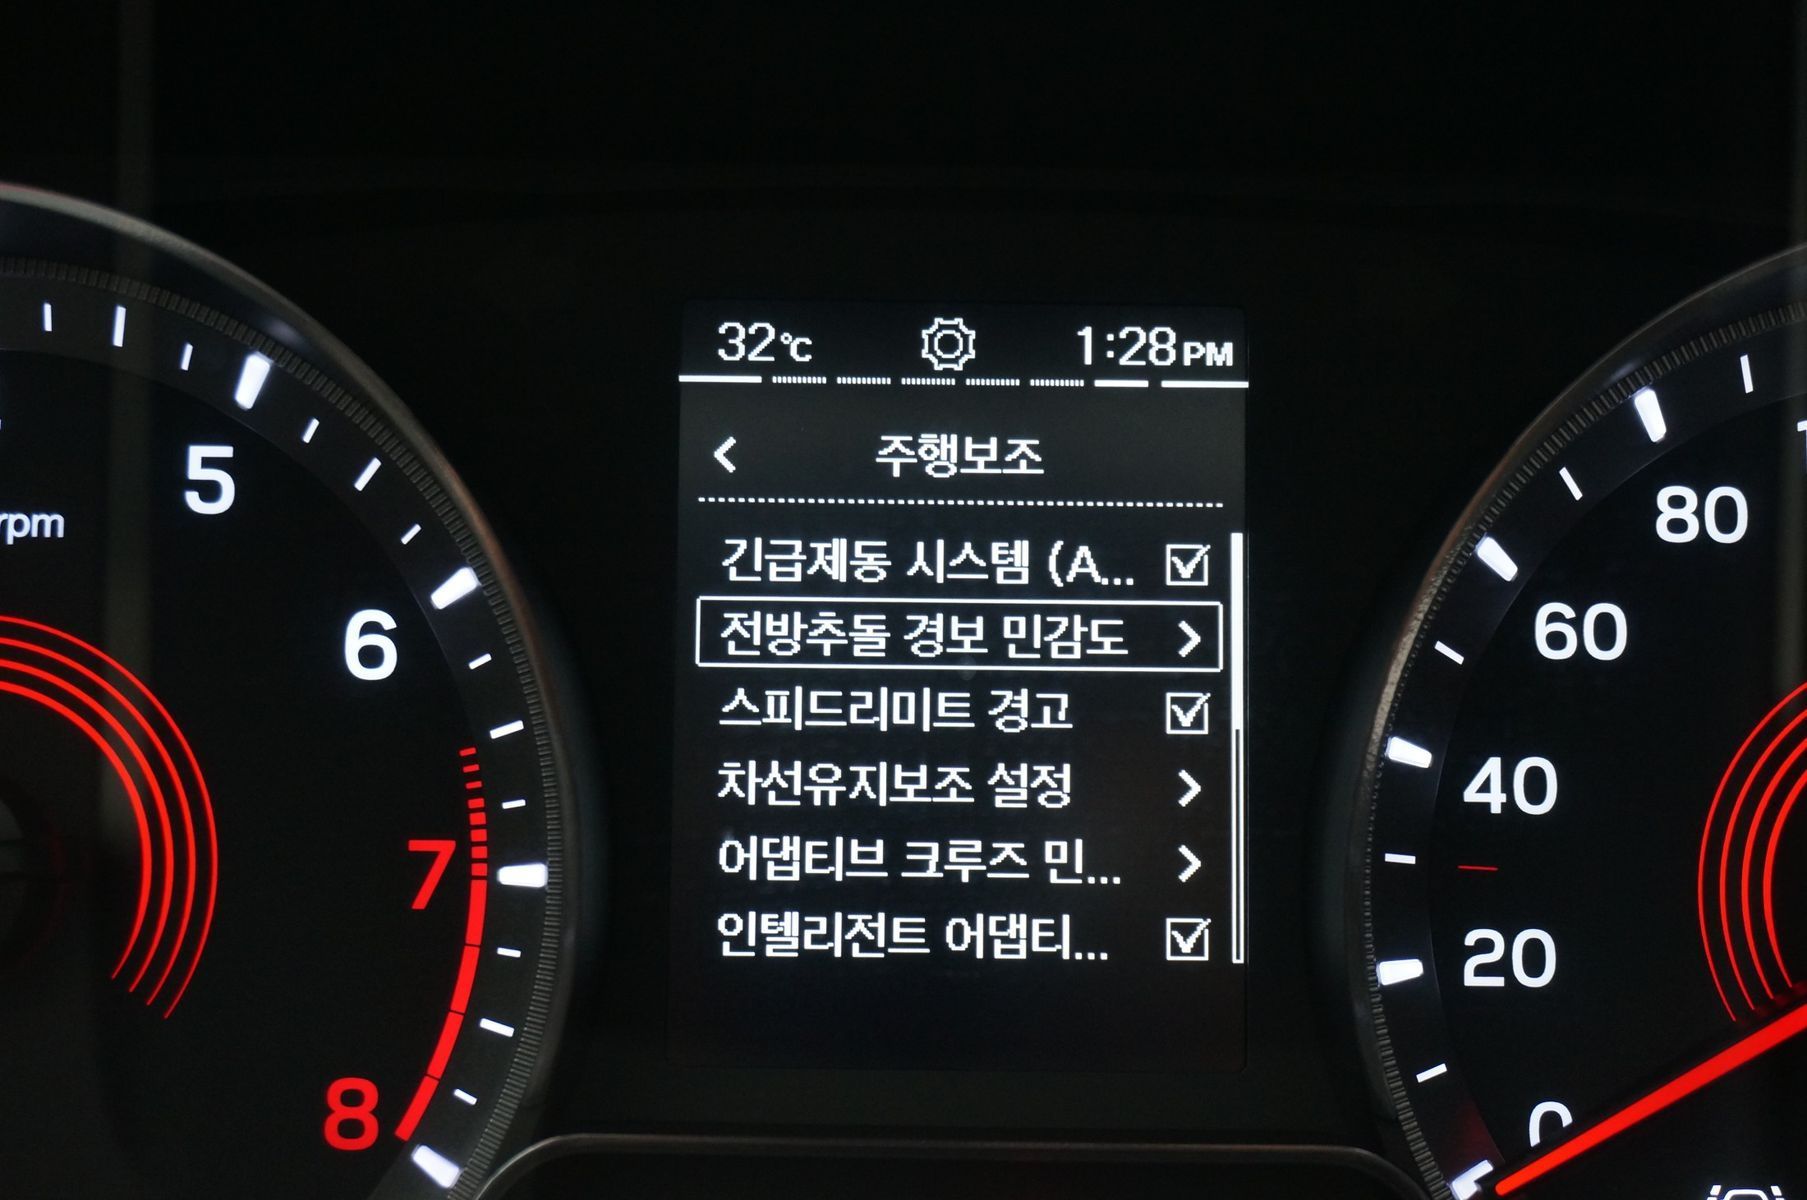 32℃ 1:28PM
주행보조
긴급제동 시스템 (A...
전방추돌 경보 민감도
스피드리미트 경고
차선유지보조 설정
어댑티브 크루즈 민...
인텔리전트 어댑티...
5
rpm
6
7
8
80
60
40
20
0